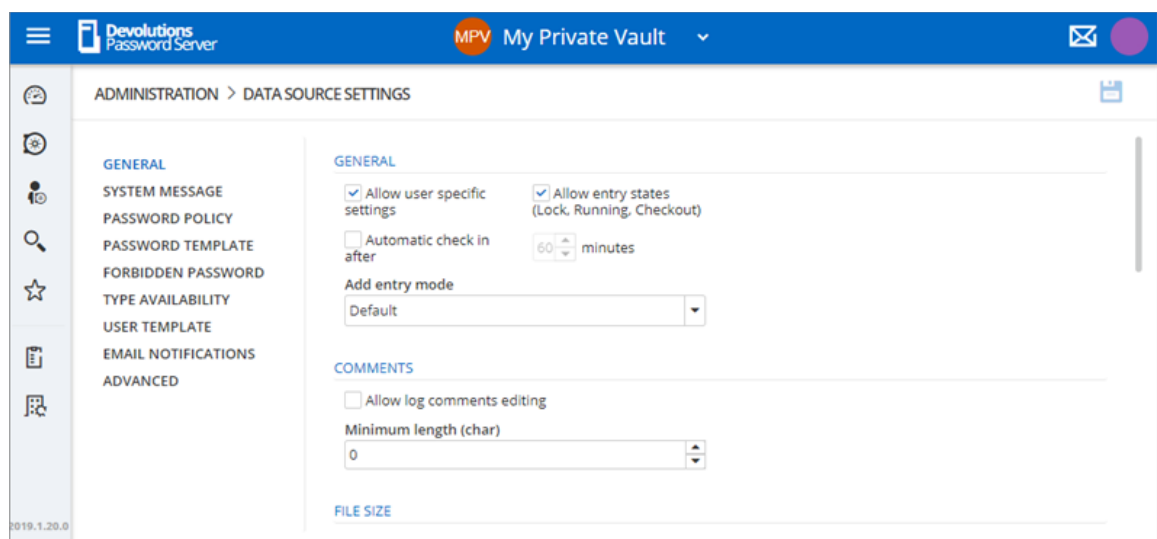 Devolutions
Password Server
MPV My Private Vault
ADMINISTRATION > DATA SOURCE SETTINGS
GENERAL
SYSTEM MESSAGE
PASSWORD POLICY
PASSWORD TEMPLATE
FORBIDDEN PASSWORD
TYPE AVAILABILITY
USER TEMPLATE
EMAIL NOTIFICATIONS
ADVANCED
GENERAL
Allow user specific
settings
Allow entry states
(Lock, Running, Checkout)
Automatic check in
after
60 minutes
Add entry mode
Default
COMMENTS
Allow log comments editing
Minimum length (char)
0
FILE SIZE
2019.1.20.0